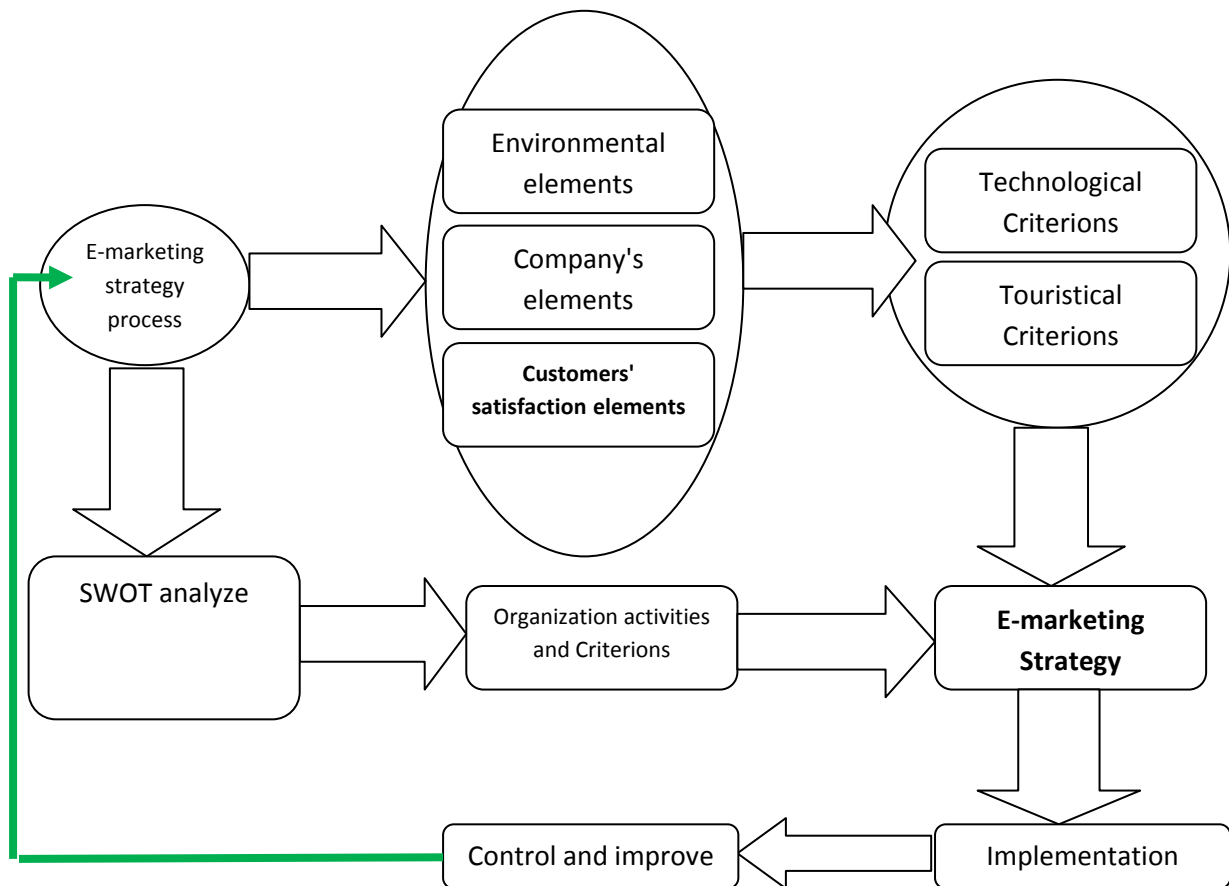 E-marketing
strategy
process
Environmental
elements
Company's
elements
Customers'
satisfaction elements
Technological
Criterions
Touristical
Criterions
SWOT analyze
Organization activities
and Criterions
E-marketing
Strategy
Control and improve
Implementation